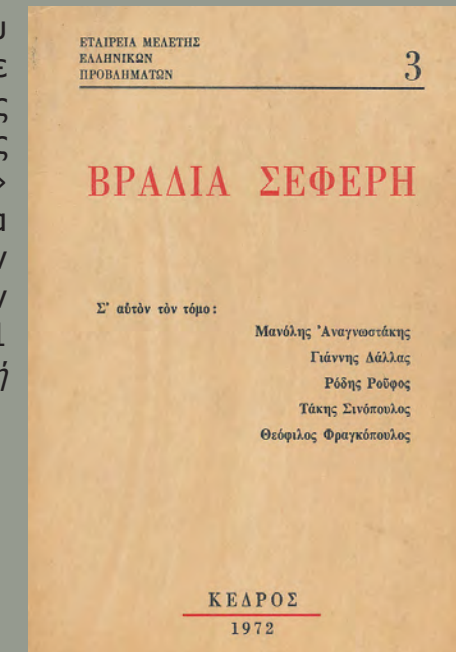 ΕΤΑΙΡΕΙΑ ΜΕΛΕΤΗΣ
ΕΛΛΗΝΙΚΩΝ
ΠΡΟΒΛΗΜΑΤΩΝ
3
ΒΡΑΔΙΑ ΣΕΦΕΡΗ
Σ' αὐτὸν τὸν τόμο:
Μανόλης Ἀναγνωστάκης
Γιάννης Δάλλας
Ρόδης Ροῦφος
Τάκης Σινόπουλος
Θεόφιλος Φραγκόπουλος
ΚΕΔΡΟΣ
1972